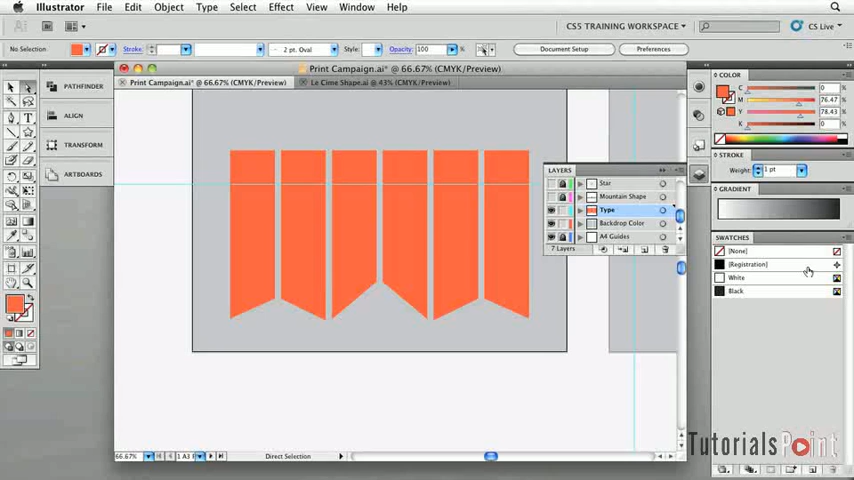 Illustrator File Edit Object Type Select Effect View Window Help
CS5 TRAINING WORKSPACE CS Live
No Selection Stroke: 2 pt. Oval Style: Opacity: 100 Document Setup Preferences
Print Campaign.ai* @ 66.67% (CMYK/Preview)
Print Campaign.ai* @ 66.67% (CMYK/Preview) Le Cime Shape.ai @ 43% (CMYK/Preview)
PATHFINDER
ALIGN
TRANSFORM
ARTBOARDS
COLOR
C 0 %
M 76.47 %
Y 78.43 %
K 0 %
STROKE
Weight: 1 pt
GRADIENT
SWATCHES
[None]
[Registration]
White
Black
LAYERS
Star
Mountain Shape
Type
Backdrop Color
A4 Guides
7 Layers
66.67% 1 A3 Direct Selection
TutorialsPoint